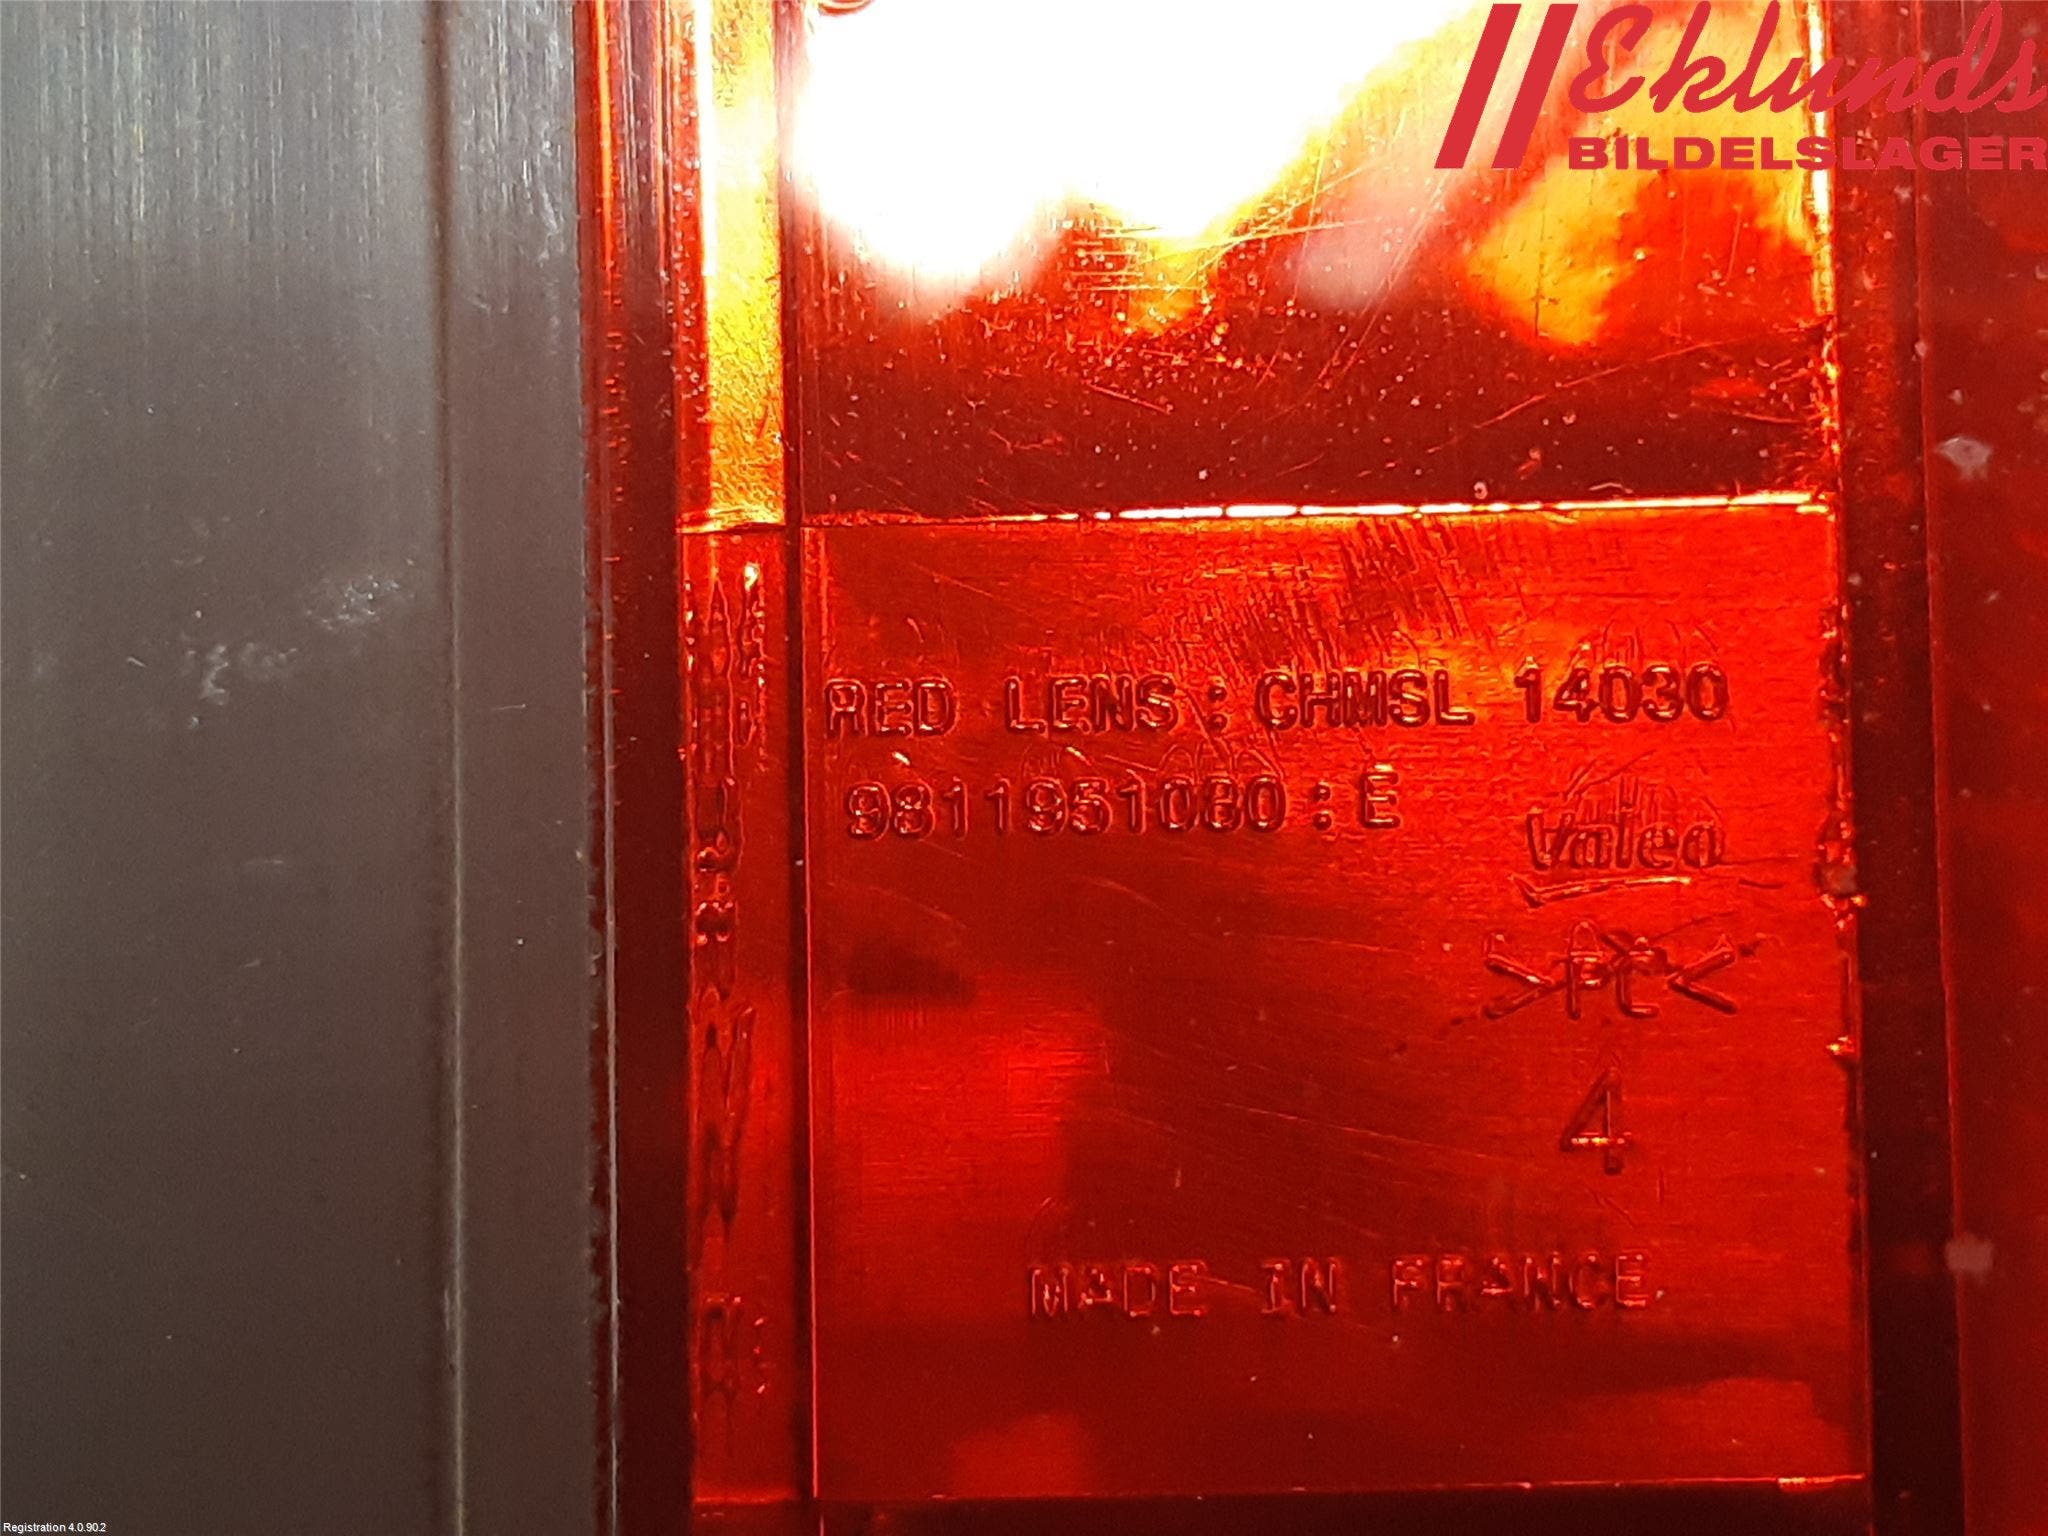 Eklunds
BILDELSLAGER
RED LENS: CHMSL 14030
9811951080:E
Valeo
>PC<
4
MADE IN FRANCE
Registration 4.0.90.2